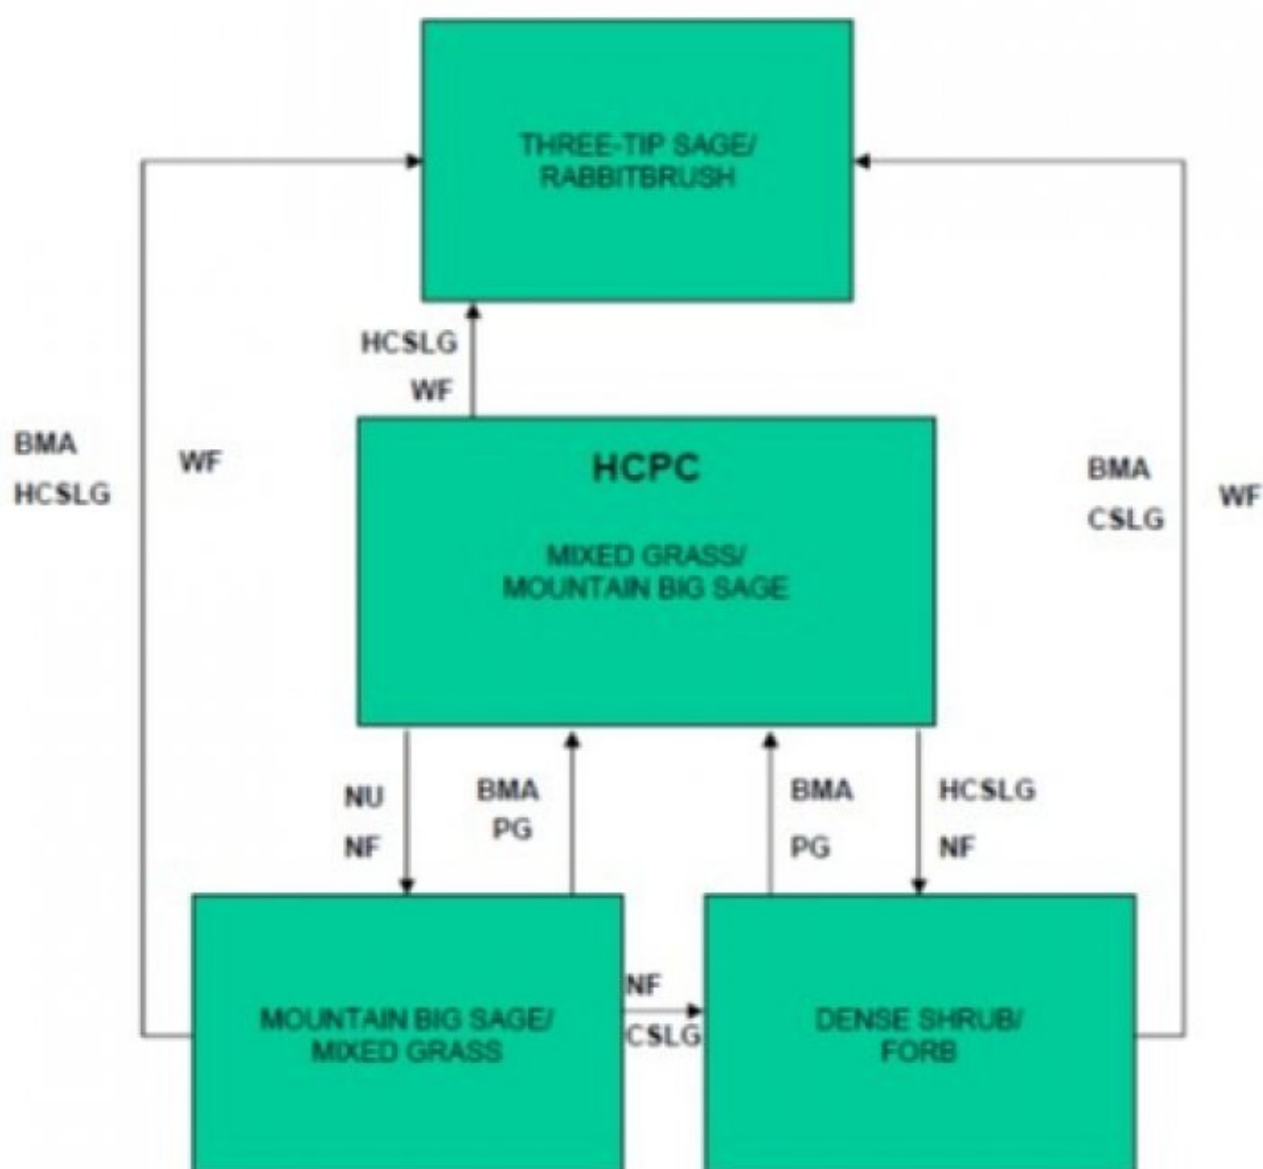 THREE-TIP SAGE/
RABBITBRUSH
HCSLG
WF
BMA
HCSLG
WF
BMA
CSLG
WF
HCPC
MIXED GRASS/
MOUNTAIN BIG SAGE
NU
NF
BMA
PG
BMA
PG
HCSLG
NF
MOUNTAIN BIG SAGE/
MIXED GRASS
NF
CSLG
DENSE SHRUB/
FORB